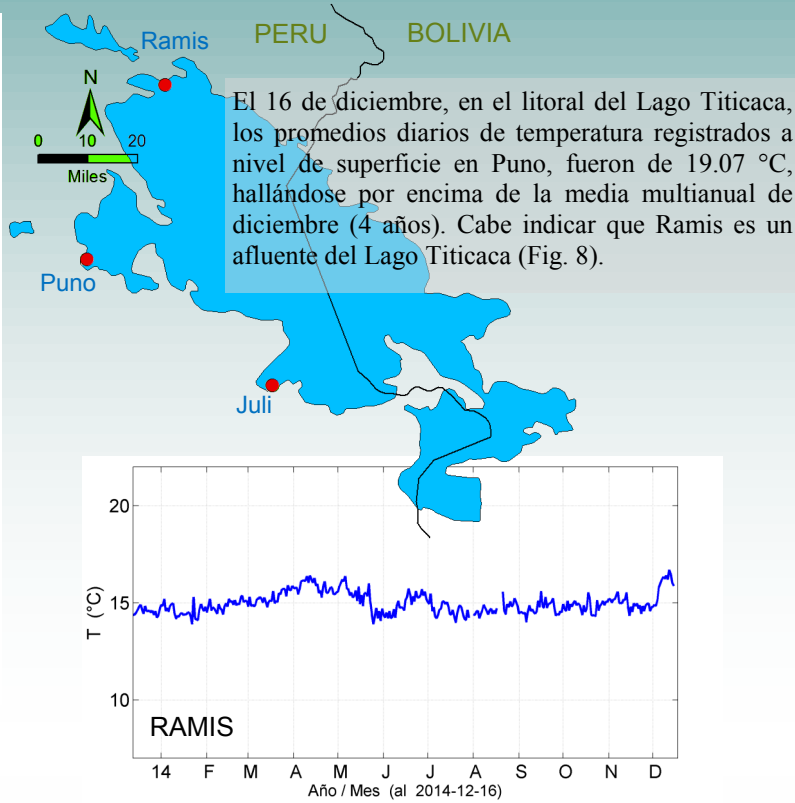 PERU BOLIVIA
Ramis
N
0 10 20
Miles
El 16 de diciembre, en el litoral del Lago Titicaca,
los promedios diarios de temperatura registrados a
nivel de superficie en Puno, fueron de 19.07 °C,
hallándose por encima de la media multianual de
diciembre (4 años). Cabe indicar que Ramis es un
afluente del Lago Titicaca (Fig. 8).
Puno
Juli
20
15
10
T (°C)
RAMIS
14 F M A M J J A S O N D
Año / Mes (al 2014-12-16)